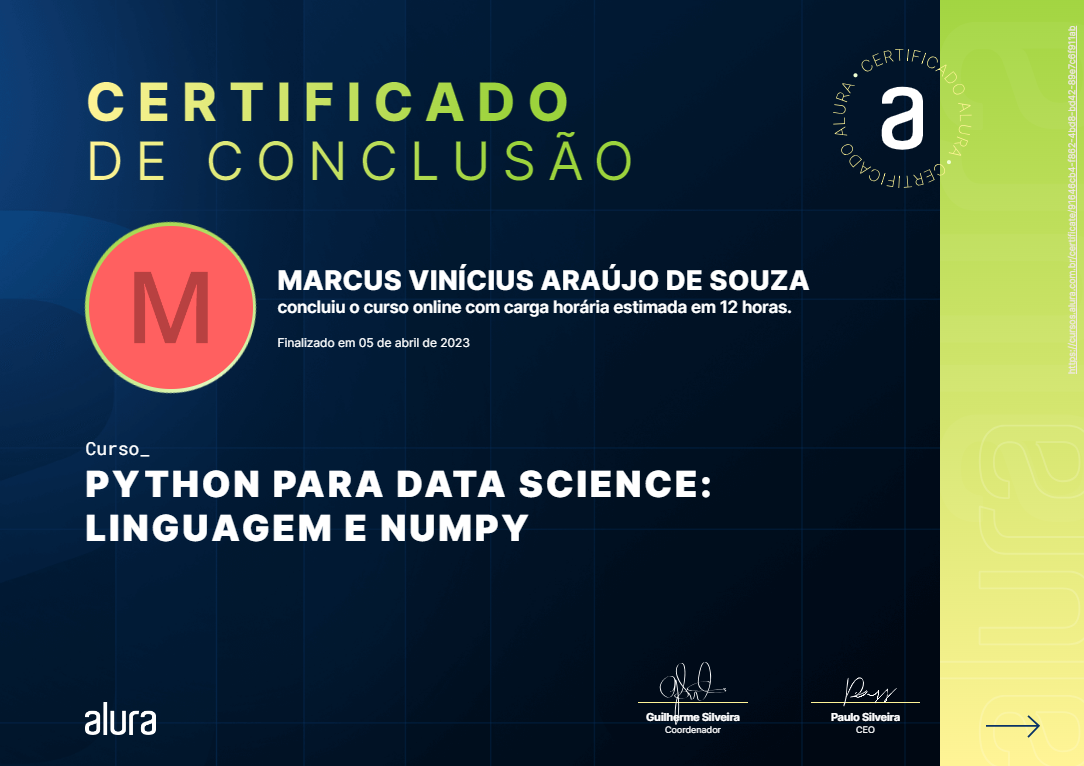 CERTIFICADO
DE CONCLUSÃO
CERTIFICADO ALURA • CERTIFICADO ALURA •
a
M
MARCUS VINÍCIUS ARAÚJO DE SOUZA
concluiu o curso online com carga horária estimada em 12 horas.
Finalizado em 05 de abril de 2023
Curso_
PYTHON PARA DATA SCIENCE:
LINGUAGEM E NUMPY
alura
Guilherme Silveira
Coordenador
Paulo Silveira
CEO
alura